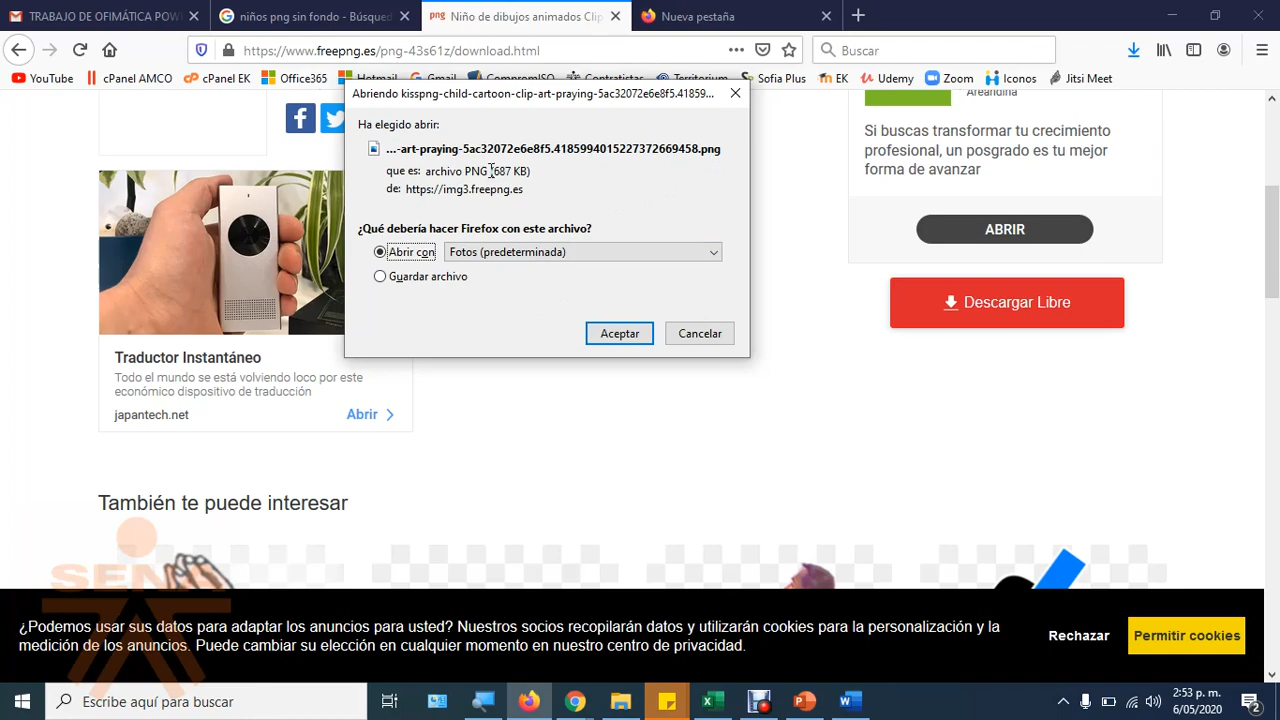 TRABAJO DE OFIMÁTICA POW
niños png sin fondo - Búsqued
png Niño de dibujos animados Clip
Nueva pestaña
https://www.freepng.es/png-43s61z/download.html
Buscar
YouTube
cPanel AMCO
cPanel EK
Office365
Hotmail
Gmail
CompromISO
Contratistas
Territorium
Sofia Plus
EK
Udemy
Zoom
Iconos
Jitsi Meet
Abriendo kisspng-child-cartoon-clip-art-praying-5ac32072e6e8f5.41859...
Ha elegido abrir:
...-art-praying-5ac32072e6e8f5.4185994015227372669458.png
que es: archivo PNG (687 KB)
de: https://img3.freepng.es
¿Qué debería hacer Firefox con este archivo?
Abrir con
Fotos (predeterminada)
Guardar archivo
Aceptar
Cancelar
Areandina
Si buscas transformar tu crecimiento
profesional, un posgrado es tu mejor
forma de avanzar
ABRIR
Descargar Libre
Traductor Instantáneo
Todo el mundo se está volviendo loco por este
económico dispositivo de traducción
japantech.net
Abrir
También te puede interesar
SENA
¿Podemos usar sus datos para adaptar los anuncios para usted? Nuestros socios recopilarán datos y utilizarán cookies para la personalización y la
medición de los anuncios. Puede cambiar su elección en cualquier momento en nuestro centro de privacidad.
Rechazar
Permitir cookies
Escribe aquí para buscar
2:53 p. m.
6/05/2020
2